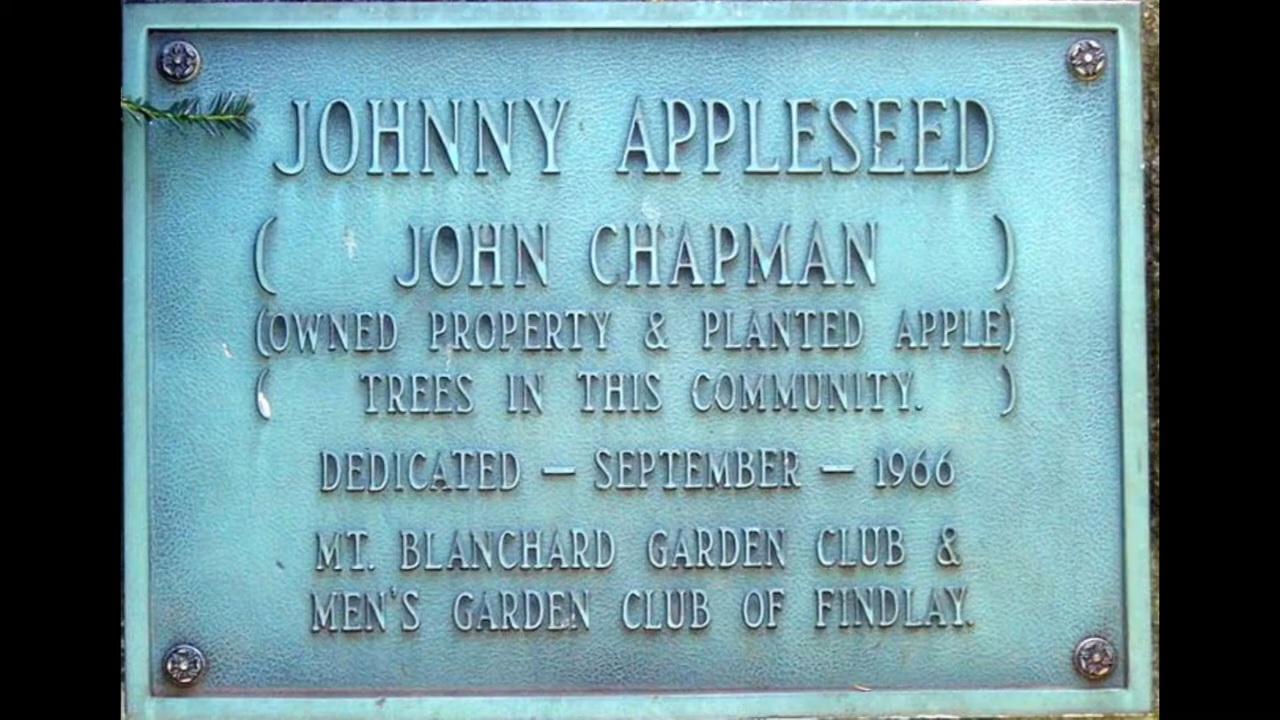 JOHNNY APPLESEED
( JOHN CHAPMAN )
(OWNED PROPERTY & PLANTED APPLE)
( TREES IN THIS COMMUNITY. )
DEDICATED — SEPTEMBER — 1966
MT. BLANCHARD GARDEN CLUB &
MEN'S GARDEN CLUB OF FINDLAY.